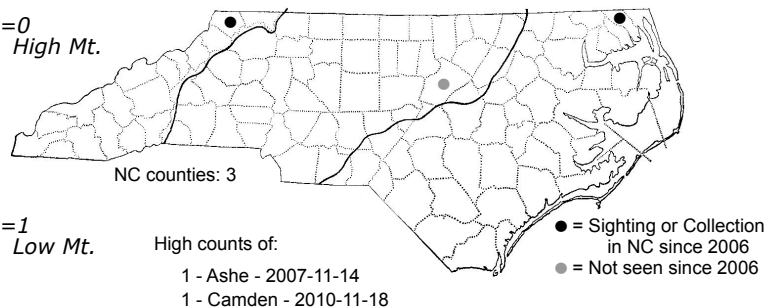 =0
High Mt.
NC counties: 3
=1
Low Mt.
High counts of:
1 - Ashe - 2007-11-14
1 - Camden - 2010-11-18
= Sighting or Collection
in NC since 2006
= Not seen since 2006